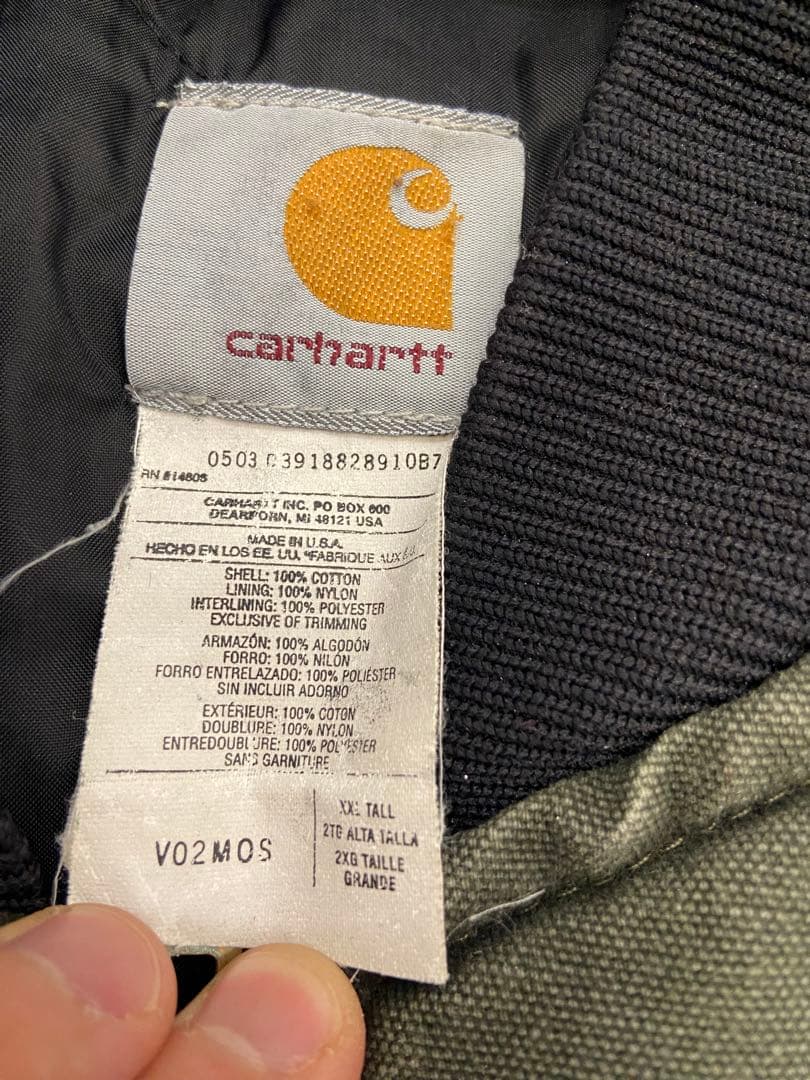 carhartt
0503 03918828910B7
RN #14806
CARHARTT INC. PO BOX 600
DEARBORN, MI 48121 USA
MADE IN U.S.A.
HECHO EN LOS EE. UU. *FABRIQUE AUX
SHELL: 100% COTTON
LINING: 100% NYLON
INTERLINING: 100% POLYESTER
EXCLUSIVE OF TRIMMING
ARMAZÓN: 100% ALGODÓN
FORRO: 100% NILÓN
FORRO ENTRELAZADO: 100% POLIÉSTER
SIN INCLUIR ADORNO
EXTÉRIEUR: 100% COTON
DOUBLURE: 100% NYLON
ENTREDOUBLURE: 100% POLYESTER
SANS GARNITURE
V02MOS
XXL TALL
2TG ALTA TALLA
2XG TAILLE
GRANDE